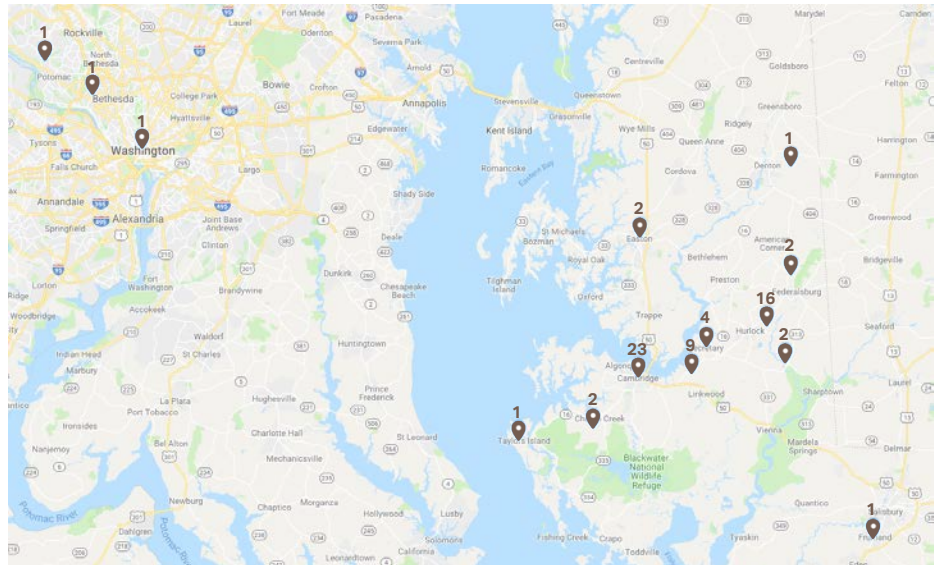 Fort Meade
Marydel
Camden
1
Rockville
Odenton
Pasadena
Severna Park
North
Bethesda
Potomac
1
Bethesda
Bowie
Crofton
Arnold
Centreville
Goldsboro
Felton
College Park
Annapolis
Stevensville
Queenstown
Grasonville
Greensboro
Hyattsville
1
Washington
Tysons
Edgewater
Kent Island
Wye Mills
Ridgely
Queen Anne
Harrington
Falls Church
Largo
Romancoke
Eastern Bay
Cordova
Denton
1
Farmington
Annandale
Shady Side
Alexandria
Joint Base
Andrews
Springfield
Deale
St Michaels
Bozman
2
Easton
Greenwood
American
Corner
Clinton
Royal Oak
Bethlehem
2
Bridgeville
Lorton
Fort
Washington
Dunkirk
Chesapeake
Beach
Tilghman
Island
Oxford
Preston
Federalsburg
Ridge
Woodbridge
Accokeek
Brandywine
Trappe
16
Hurlock
Seaford
Waldorf
Huntingtown
4
Secretary
Indian Head
St Charles
Marbury
23
Cambridge
9
2
Laurel
La Plata
Hughesville
Prince
Frederick
Linkwood
Sharptown
Port Tobacco
2
Church Creek
1
Taylors Island
Vienna
Ironsides
Nanjemoy
Bel Alton
Charlotte Hall
St Leonard
Mardela
Springs
Delmar
Mechanicsville
Blackwater
National
Wildlife
Refuge
Newburg
Morganza
Chaptico
Quantico
Potomac River
Hollywood
Lusby
1
Salisbury
Fruitland
Dahlgren
Potomac River
California
Solomons
Fishing Creek
Crapo
Tyaskin
Leonardtown
Toddville
Eden